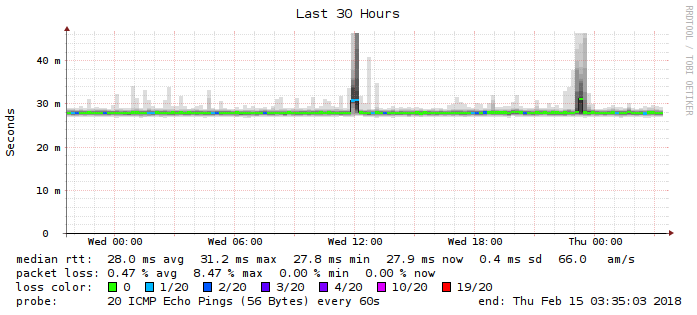 Last 30 Hours
RRDTOOL / TOBI OETIKER
Seconds
40 m
30 m
20 m
10 m
0
Wed 00:00 Wed 06:00 Wed 12:00 Wed 18:00 Thu 00:00
median rtt: 28.0 ms avg 31.2 ms max 27.8 ms min 27.9 ms now 0.4 ms sd 66.0 am/s
packet loss: 0.47 % avg 8.47 % max 0.00 % min 0.00 % now
loss color: 0 1/20 2/20 3/20 4/20 10/20 19/20
probe: 20 ICMP Echo Pings (56 Bytes) every 60s end: Thu Feb 15 03:35:03 2018